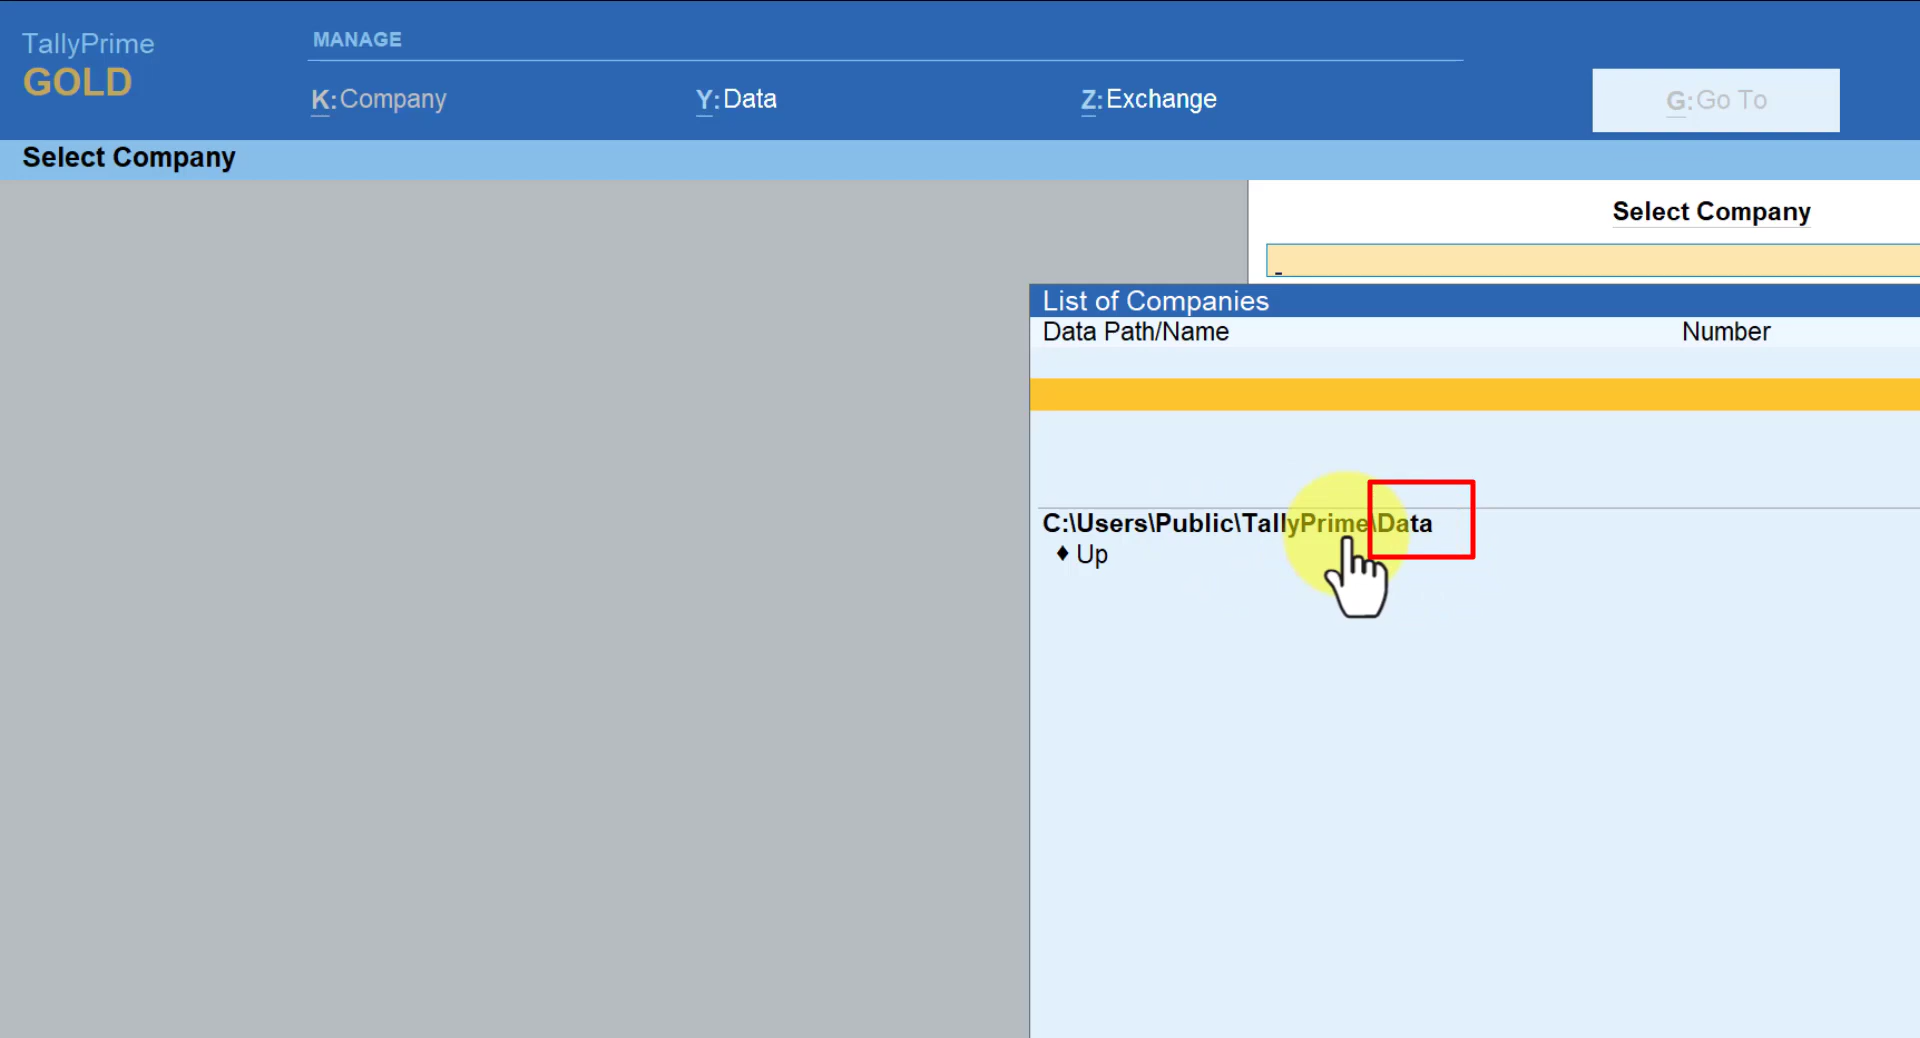 TallyPrime
GOLD
MANAGE
K:Company
Y:Data
Z:Exchange
G:Go To
Select Company
Select Company
List of Companies
Data Path/Name
Number
C:\Users\Public\TallyPrime\Data
♦ Up